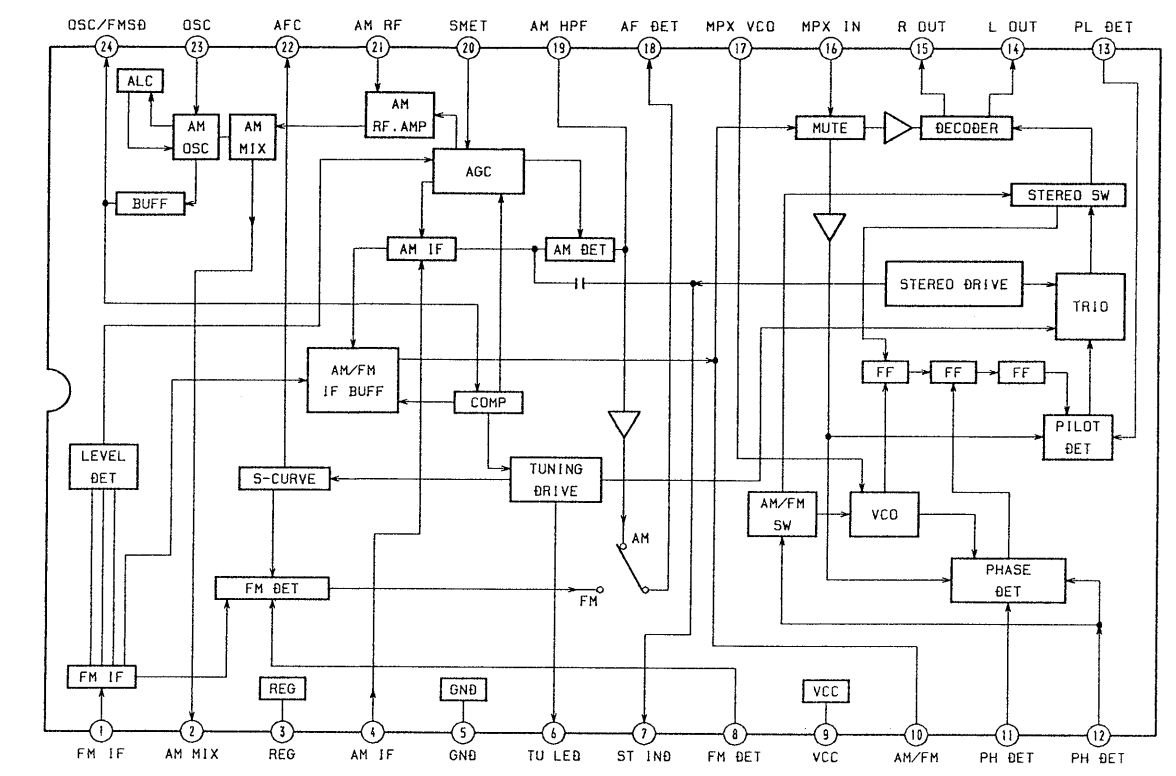 OSC/FMSD OSC AFC AM RF SMET AM HPF AF DET MPX VCO MPX IN R OUT L OUT PL DET
24 23 22 21 20 19 18 17 16 15 14 13
ALC
AM
OSC
AM
MIX
AM
RF.AMP
MUTE
DECODER
AGC
BUFF
STEREO SW
AM IF
AM DET
STEREO DRIVE
TRIO
AM/FM
IF BUFF
COMP
FF
FF
FF
PILOT
DET
LEVEL
DET
S-CURVE
TUNING
DRIVE
AM/FM
SW
VCO
AM
FM
FM DET
PHASE
DET
FM IF
REG
GND
VCC
1 2 3 4 5 6 7 8 9 10 11 12
FM IF AM MIX REG AM IF GND TU LED ST IND FM DET VCC AM/FM PH DET PH DET